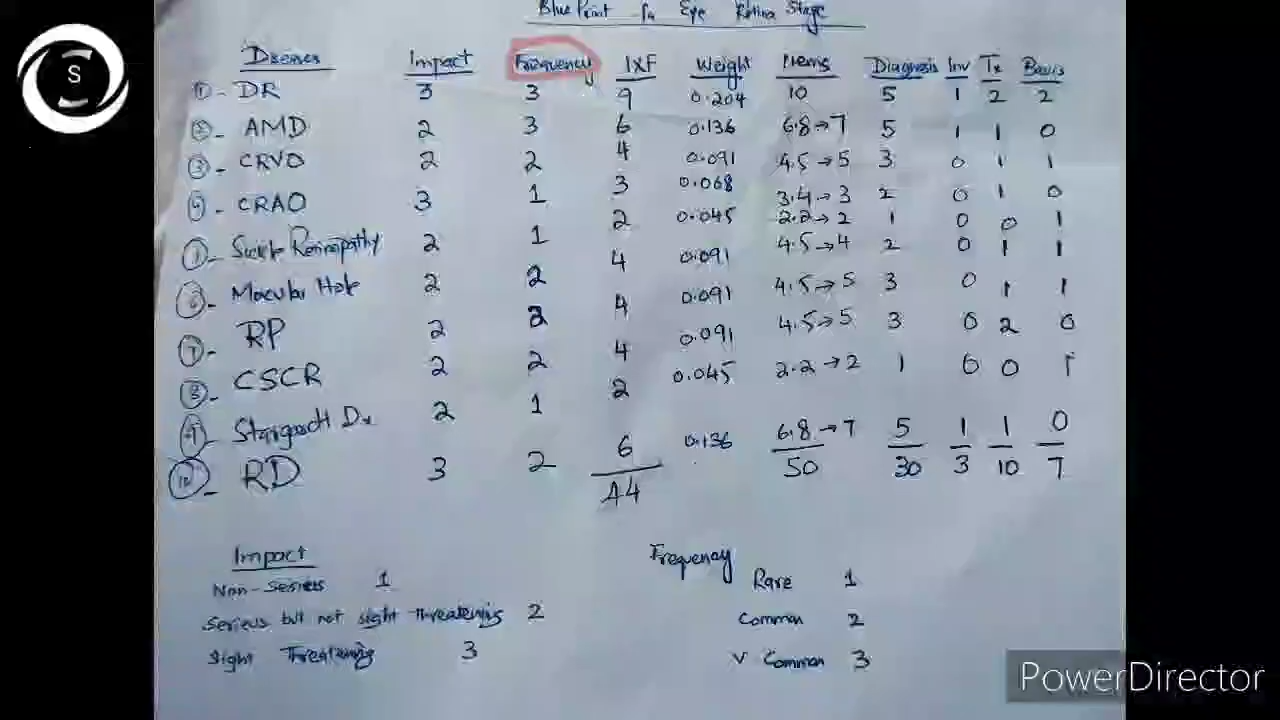 Blue Print for Eye Retina Stage
Diseases Impact Frequency IXF Weight Items Diagnosis Inv Tx Basis
S
① - DR 3 3 9 0.204 10 5 1 2 2
② - AMD 2 3 6 0.136 6.8→7 5 1 1 0
③ - CRVO 2 2 4 0.091 4.5→5 3 0 1 1
④ - CRAO 3 1 3 0.068 3.4→3 2 0 1 0
Retinopathy 2 1 2 0.045 2.2→2 1 0 0 1
⑥ - Macular Hole 2 2 4 0.091 4.5→4 2 0 1 1
⑦ - RP 2 2 4 0.091 4.5→5 3 0 1 1
⑧ - CSCR 2 2 4 0.091 4.5→5 3 0 2 0
Dx 2 1 2 0.045 2.2→2 1 0 0 1
⑩ - RD 3 2 6 0.136 6.8→7 5 1 1 0
44 50 30 3 10 7
Impact
Non-Serious 1
Serious but not sight threatening 2
Sight Threatening 3
Frequency
Rare 1
Common 2
V Common 3
PowerDirector